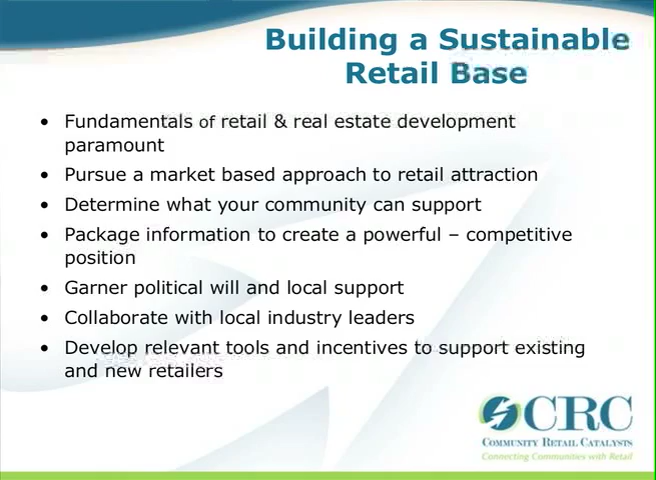 Building a Sustainable
Retail Base
• Fundamentals of retail & real estate development
paramount
• Pursue a market based approach to retail attraction
• Determine what your community can support
• Package information to create a powerful – competitive
position
• Garner political will and local support
• Collaborate with local industry leaders
• Develop relevant tools and incentives to support existing
and new retailers
CRC
COMMUNITY RETAIL CATALYSTS
Connecting Communities with Retail